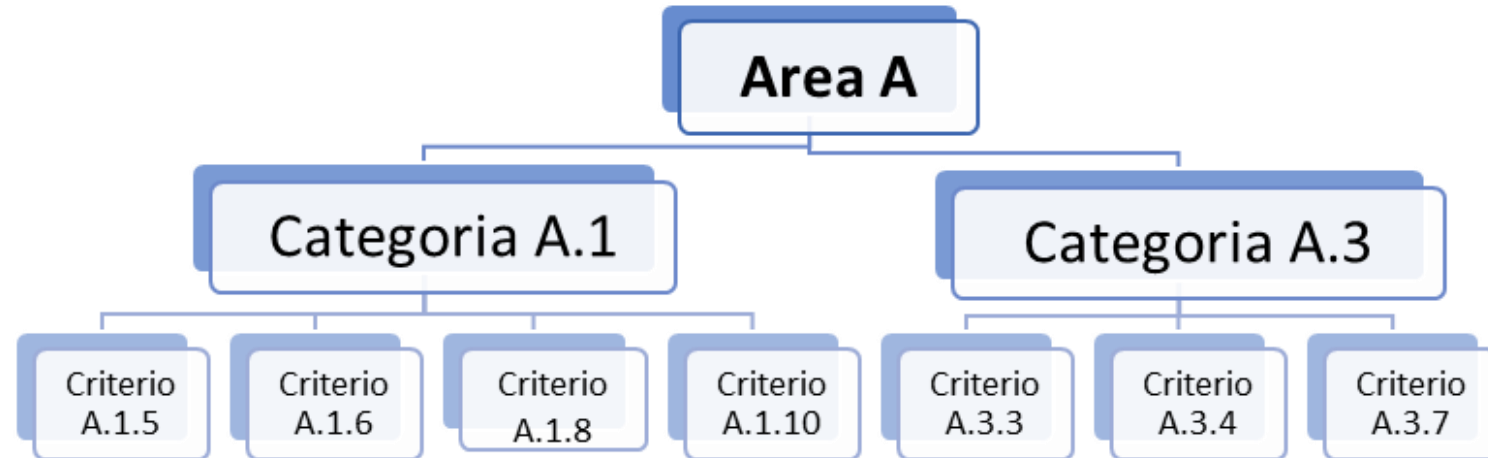 Area A
Categoria A.1
Categoria A.3
Criterio
A.1.5
Criterio
A.1.6
Criterio
A.1.8
Criterio
A.1.10
Criterio
A.3.3
Criterio
A.3.4
Criterio
A.3.7